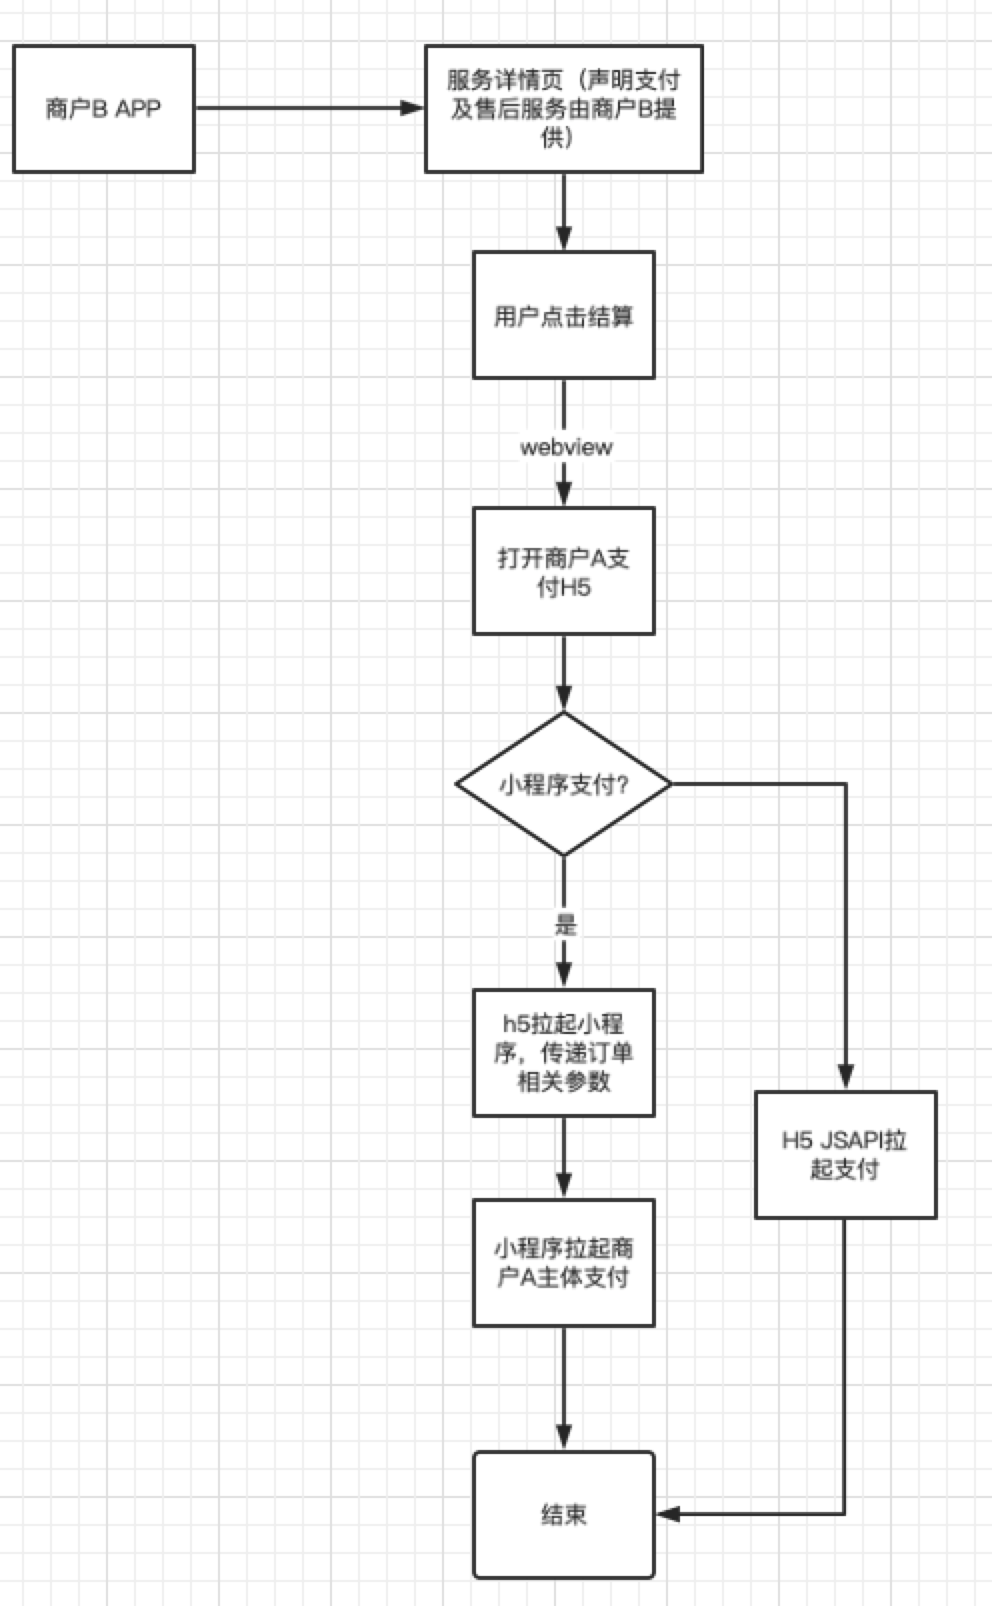 商户B APP
服务详情页（声明支付
及售后服务由商户B提
供）
用户点击结算
webview
打开商户A支
付H5
小程序支付?
是
h5拉起小程
序，传递订单
相关参数
H5 JSAPI拉
起支付
小程序拉起商
户A主体支付
结束